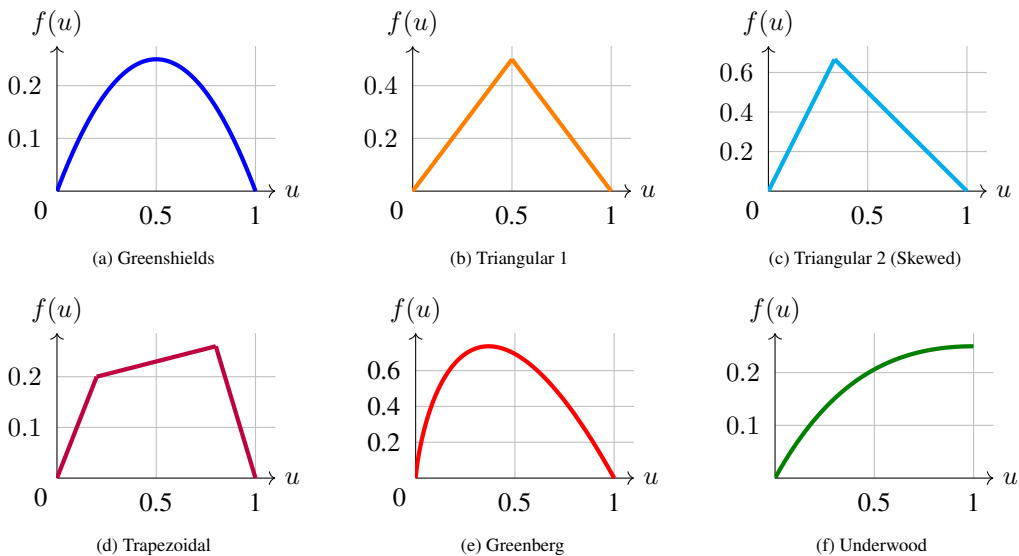 f(u)
0.2
0.1
0
0.5
1
u
(a) Greenshields
f(u)
0.4
0.2
0
0.5
1
u
(b) Triangular 1
f(u)
0.6
0.4
0.2
0
0.5
1
u
(c) Triangular 2 (Skewed)
f(u)
0.2
0.1
0
0.5
1
u
(d) Trapezoidal
f(u)
0.6
0.4
0.2
0
0.5
1
u
(e) Greenberg
f(u)
0.2
0.1
0.5
1
u
(f) Underwood